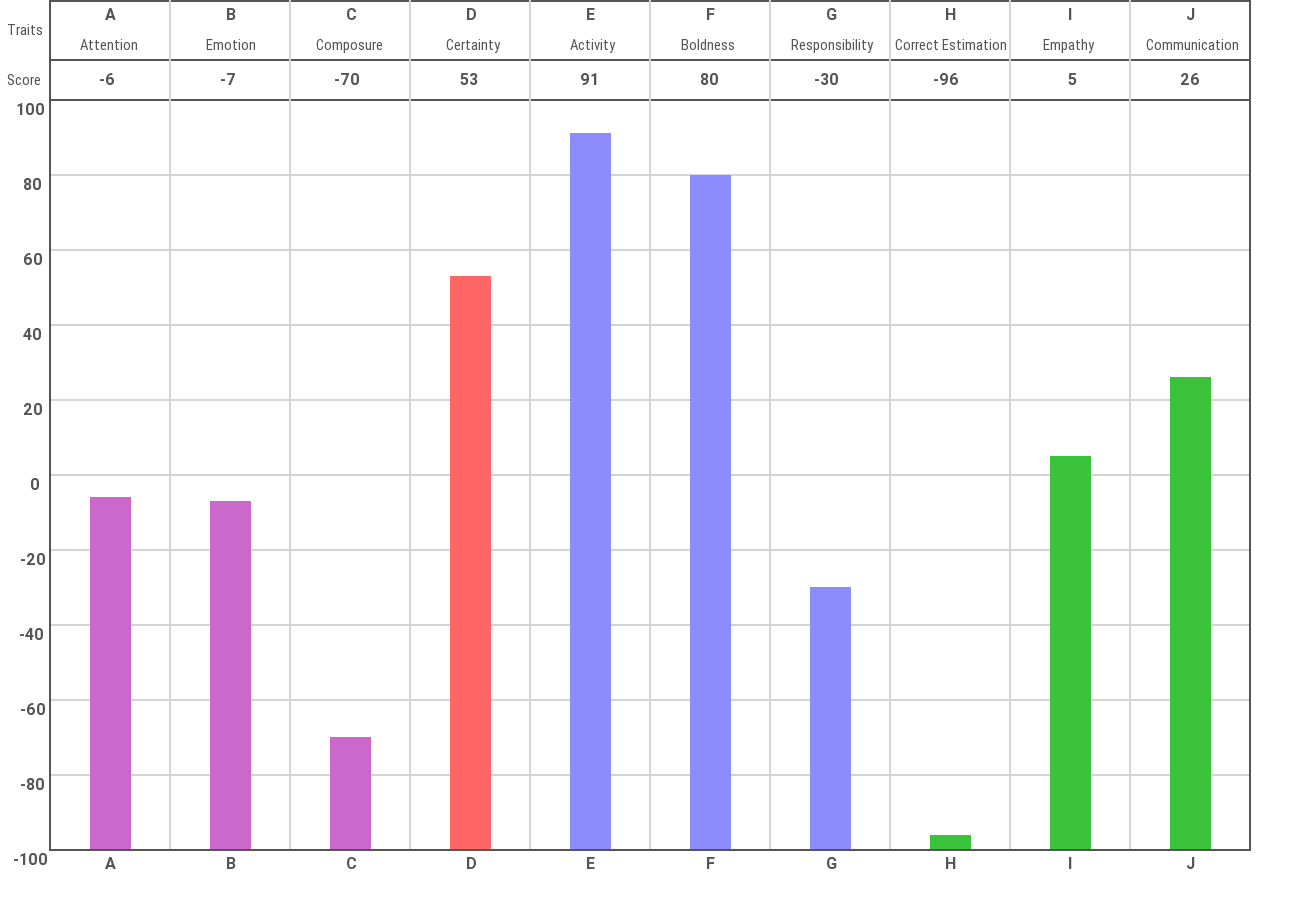 Traits A B C D E F G H I J
Attention Emotion Composure Certainty Activity Boldness Responsibility Correct Estimation Empathy Communication
Score -6 -7 -70 53 91 80 -30 -96 5 26
100
80
60
40
20
0
-20
-40
-60
-80
-100
A B C D E F G H I J